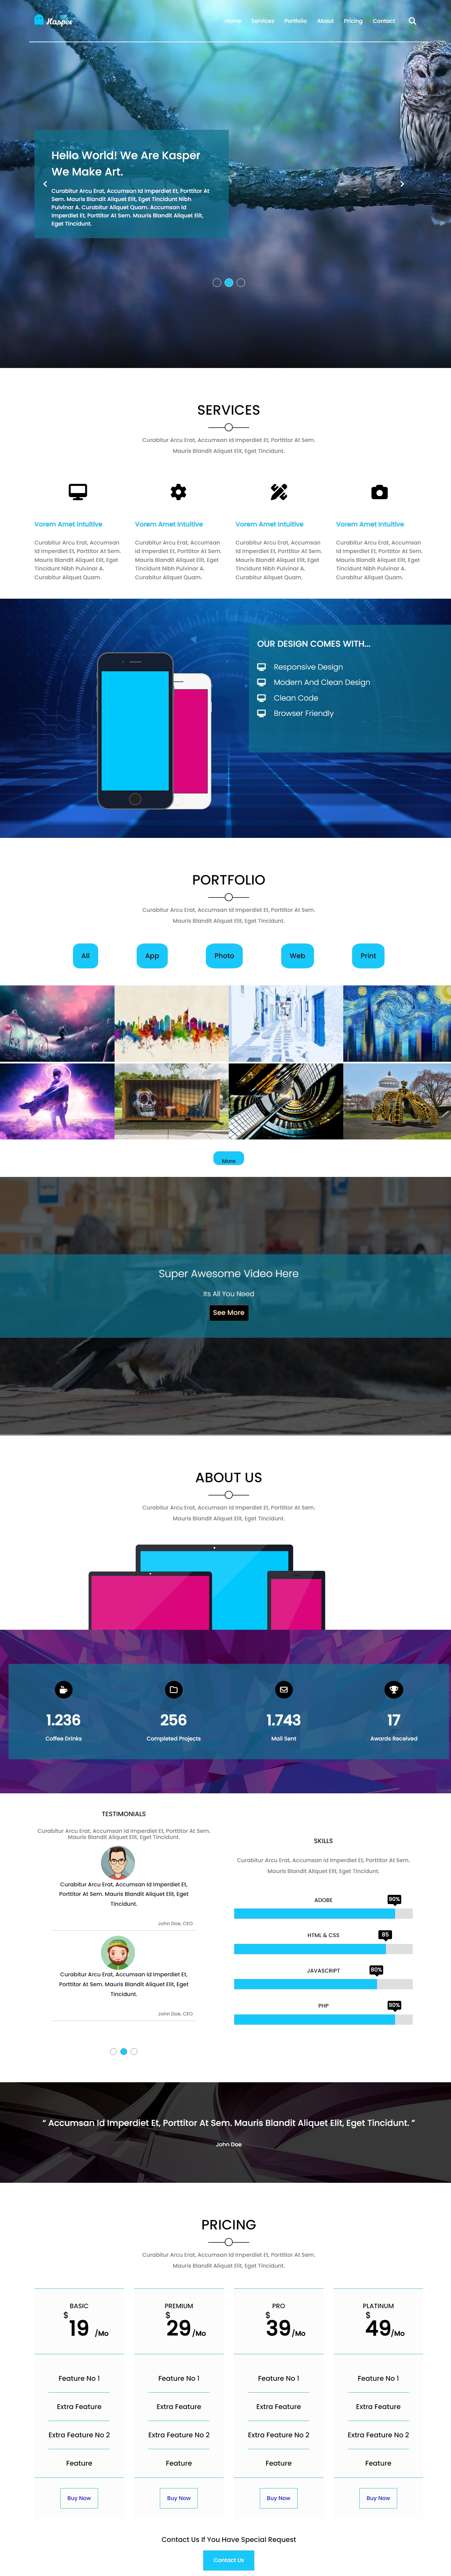 Kasper
Home Services Portfolio About Pricing Contact
Hello World! We Are Kasper
We Make Art.
Curabitur Arcu Erat, Accumsan Id Imperdiet Et, Porttitor At
Sem. Mauris Blandit Aliquet Elit, Eget Tincidunt Nibh
Pulvinar A. Curabitur Aliquet Quam. Accumsan Id
Imperdiet Et, Porttitor At Sem. Mauris Blandit Aliquet Elit,
Eget Tincidunt.
SERVICES
Curabitur Arcu Erat, Accumsan Id Imperdiet Et, Porttitor At Sem.
Mauris Blandit Aliquet Elit, Eget Tincidunt.
Vorem Amet Intuitive
Curabitur Arcu Erat, Accumsan
Id Imperdiet Et, Porttitor At Sem.
Mauris Blandit Aliquet Elit, Eget
Tincidunt Nibh Pulvinar A.
Curabitur Aliquet Quam.
Vorem Amet Intuitive
Curabitur Arcu Erat, Accumsan
Id Imperdiet Et, Porttitor At Sem.
Mauris Blandit Aliquet Elit, Eget
Tincidunt Nibh Pulvinar A.
Curabitur Aliquet Quam.
Vorem Amet Intuitive
Curabitur Arcu Erat, Accumsan
Id Imperdiet Et, Porttitor At Sem.
Mauris Blandit Aliquet Elit, Eget
Tincidunt Nibh Pulvinar A.
Curabitur Aliquet Quam.
Vorem Amet Intuitive
Curabitur Arcu Erat, Accumsan
Id Imperdiet Et, Porttitor At Sem.
Mauris Blandit Aliquet Elit, Eget
Tincidunt Nibh Pulvinar A.
Curabitur Aliquet Quam.
OUR DESIGN COMES WITH...
Responsive Design
Modern And Clean Design
Clean Code
Browser Friendly
PORTFOLIO
Curabitur Arcu Erat, Accumsan Id Imperdiet Et, Porttitor At Sem.
Mauris Blandit Aliquet Elit, Eget Tincidunt.
All App Photo Web Print
More
Super Awesome Video Here
Its All You Need
See More
ABOUT US
Curabitur Arcu Erat, Accumsan Id Imperdiet Et, Porttitor At Sem.
Mauris Blandit Aliquet Elit, Eget Tincidunt.
1.236 256 1.743 17
Coffee Drinks Completed Projects Mail Sent Awards Received
TESTIMONIALS
Curabitur Arcu Erat, Accumsan Id Imperdiet Et, Porttitor At Sem.
Mauris Blandit Aliquet Elit, Eget Tincidunt.
Curabitur Arcu Erat, Accumsan Id Imperdiet Et,
Porttitor At Sem. Mauris Blandit Aliquet Elit, Eget
Tincidunt.
John Doe, CEO
Curabitur Arcu Erat, Accumsan Id Imperdiet Et,
Porttitor At Sem. Mauris Blandit Aliquet Elit, Eget
Tincidunt.
John Doe, CEO
SKILLS
Curabitur Arcu Erat, Accumsan Id Imperdiet Et, Porttitor At Sem.
Mauris Blandit Aliquet Elit, Eget Tincidunt.
ADOBE 90%
HTML & CSS 85
JAVASCRIPT 80%
PHP 90%
" Accumsan Id Imperdiet Et, Porttitor At Sem. Mauris Blandit Aliquet Elit, Eget Tincidunt. "
John Doe
PRICING
Curabitur Arcu Erat, Accumsan Id Imperdiet Et, Porttitor At Sem.
Mauris Blandit Aliquet Elit, Eget Tincidunt.
BASIC
$ 19 /Mo
Feature No 1
Extra Feature
Extra Feature No 2
Feature
Buy Now
PREMIUM
$ 29 /Mo
Feature No 1
Extra Feature
Extra Feature No 2
Feature
Buy Now
PRO
$ 39 /Mo
Feature No 1
Extra Feature
Extra Feature No 2
Feature
Buy Now
PLATINUM
$ 49 /Mo
Feature No 1
Extra Feature
Extra Feature No 2
Feature
Buy Now
Contact Us If You Have Special Request
Contact Us